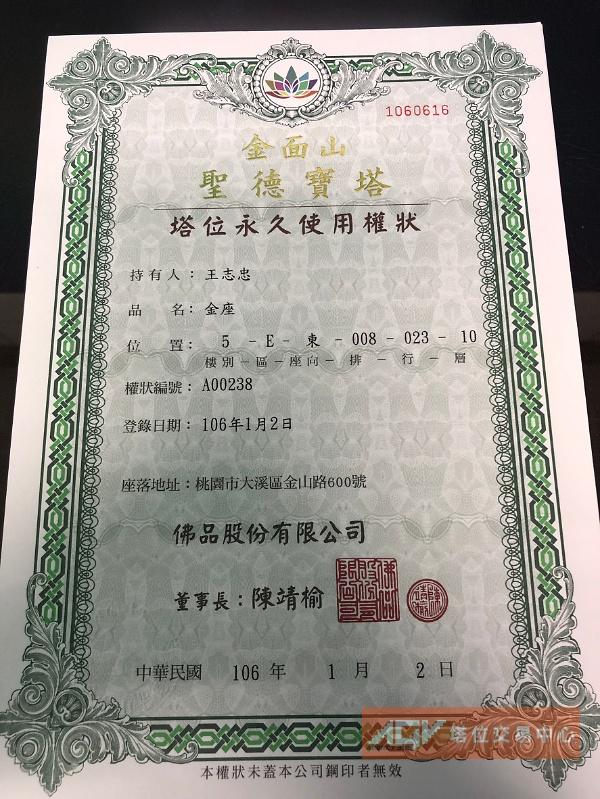 1060616
金面山
聖德寶塔
塔位永久使用權狀
持有人：王志忠
品名：金座
位置：5-E-東-008-023-10
樓別-區-座向-排-行-層
權狀編號：A00238
登錄日期：106年1月2日
座落地址：桃園市大溪區金山路600號
佛品股份有限公司
董事長：陳靖榆
中華民國 106 年 1 月 2 日
塔位交易中心
本權狀未蓋本公司鋼印者無效